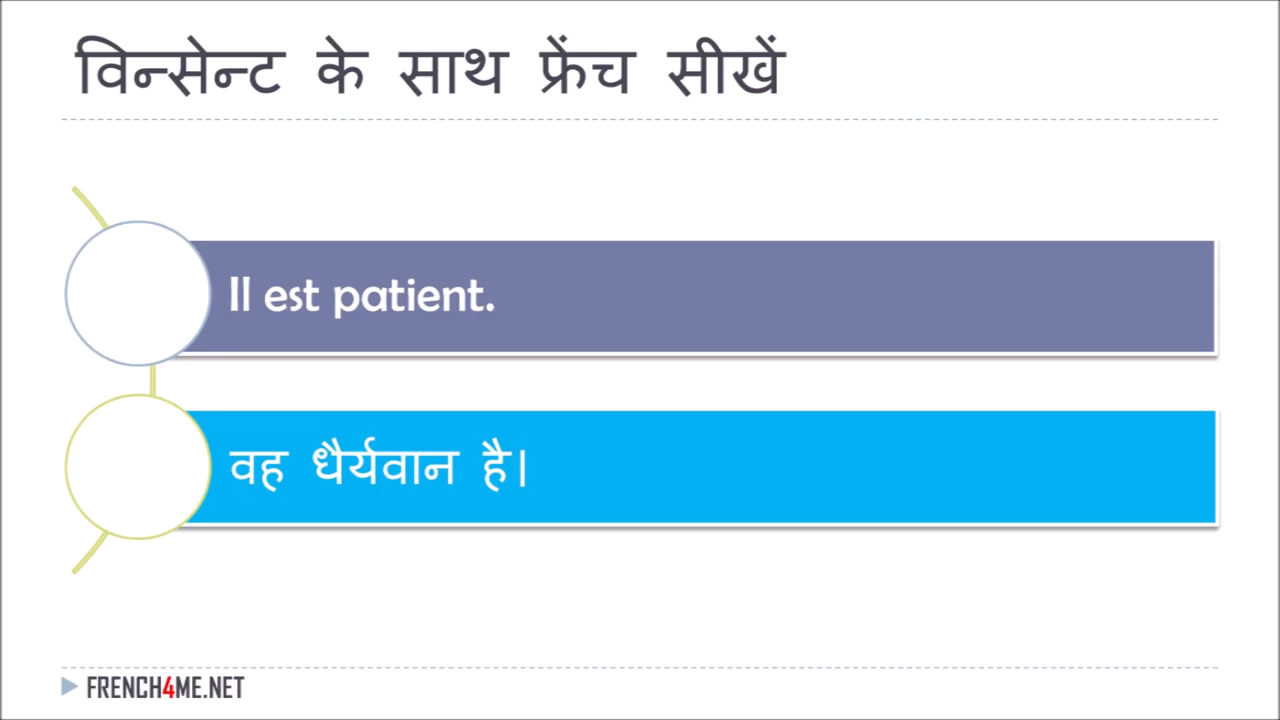 विन्सेन्ट के साथ फ्रेंच सीखें
Il est patient.
वह धैर्यवान है।
FRENCH4ME.NET